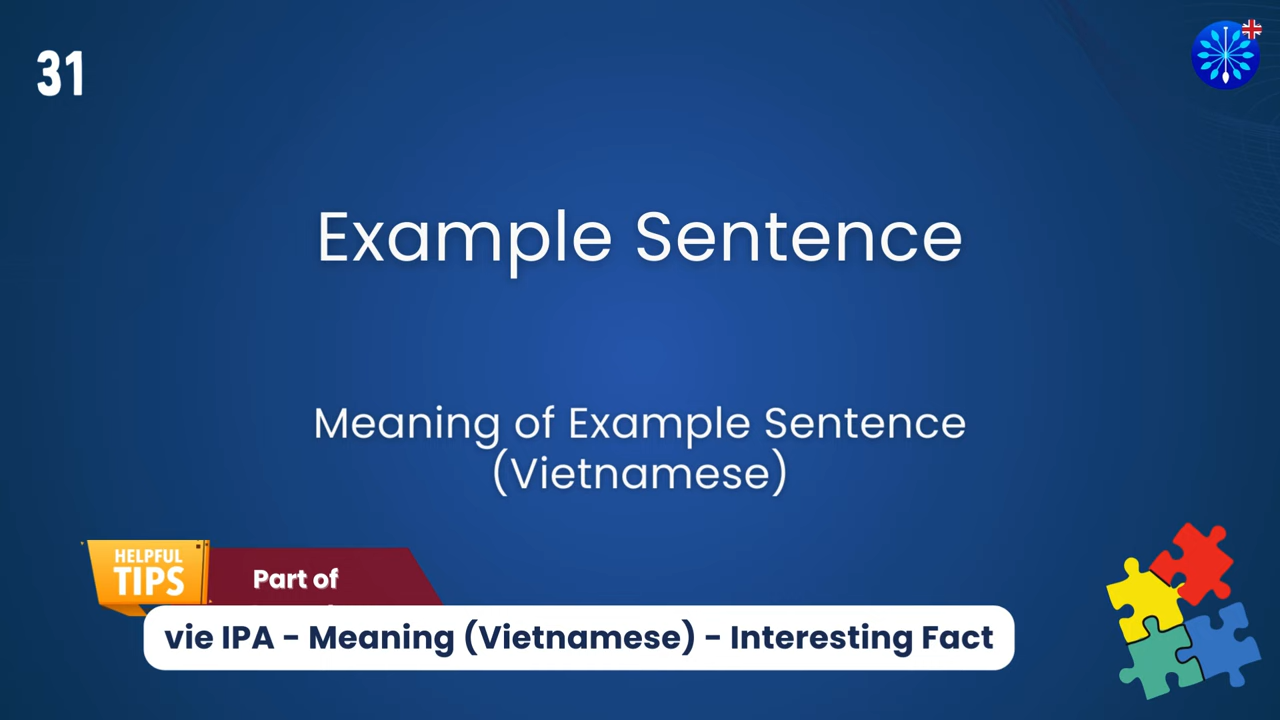 31
Example Sentence
Meaning of Example Sentence
(Vietnamese)
HELPFUL
TIPS
Part of
vie IPA - Meaning (Vietnamese) - Interesting Fact